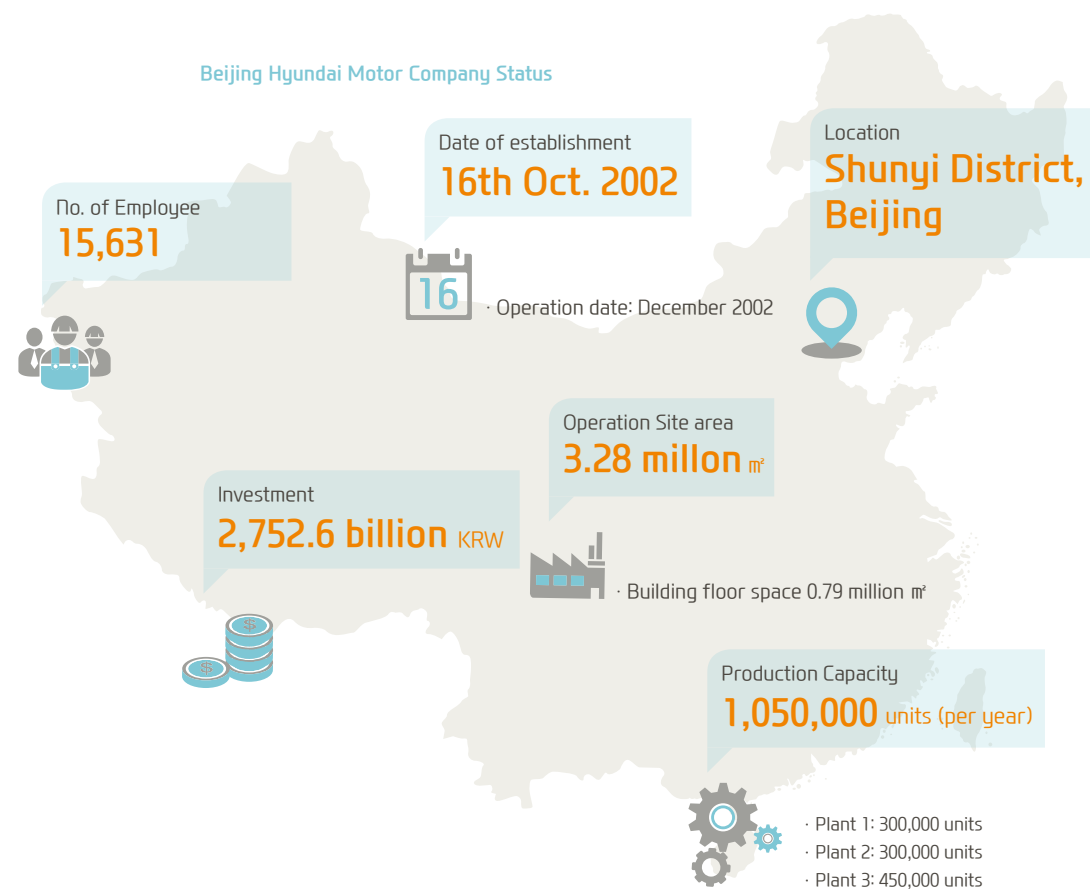 Beijing Hyundai Motor Company Status
Date of establishment
16th Oct. 2002
Location
Shunyi District,
Beijing
No. of Employee
15,631
16
· Operation date: December 2002
Operation Site area
3.28 millon ㎡
Investment
2,752.6 billion KRW
· Building floor space 0.79 million ㎡
$
$
Production Capacity
1,050,000 units (per year)
· Plant 1: 300,000 units
· Plant 2: 300,000 units
· Plant 3: 450,000 units